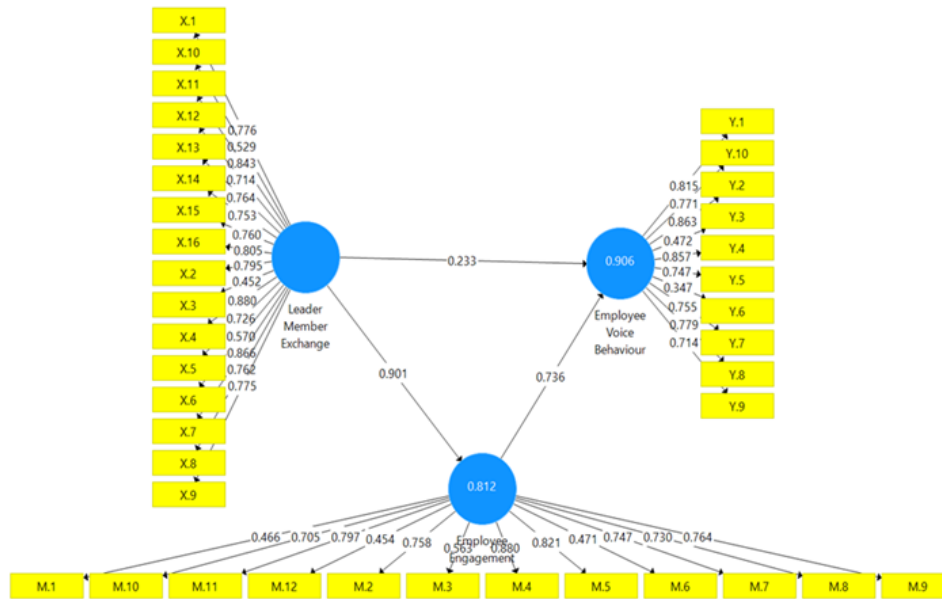 X.1
X.10
X.11
X.12
X.13
X.14
X.15
X.16
X.2
X.3
X.4
X.5
X.6
X.7
X.8
X.9
0.776
0.529
0.843
0.714
0.764
0.753
0.760
0.805
0.795
0.452
0.880
0.726
0.570
0.866
0.762
0.775
Leader
Member
Exchange
0.233
0.901
0.736
0.906
Employee
Voice
Behaviour
0.815
0.771
0.863
0.472
0.857
0.747
0.347
0.755
0.779
0.714
Y.1
Y.10
Y.2
Y.3
Y.4
Y.5
Y.6
Y.7
Y.8
Y.9
0.812
Employee
Engagement
0.466 0.705 0.797 0.454 0.758 0.563 0.880 0.821 0.471 0.747 0.730 0.764
M.1 M.10 M.11 M.12 M.2 M.3 M.4 M.5 M.6 M.7 M.8 M.9